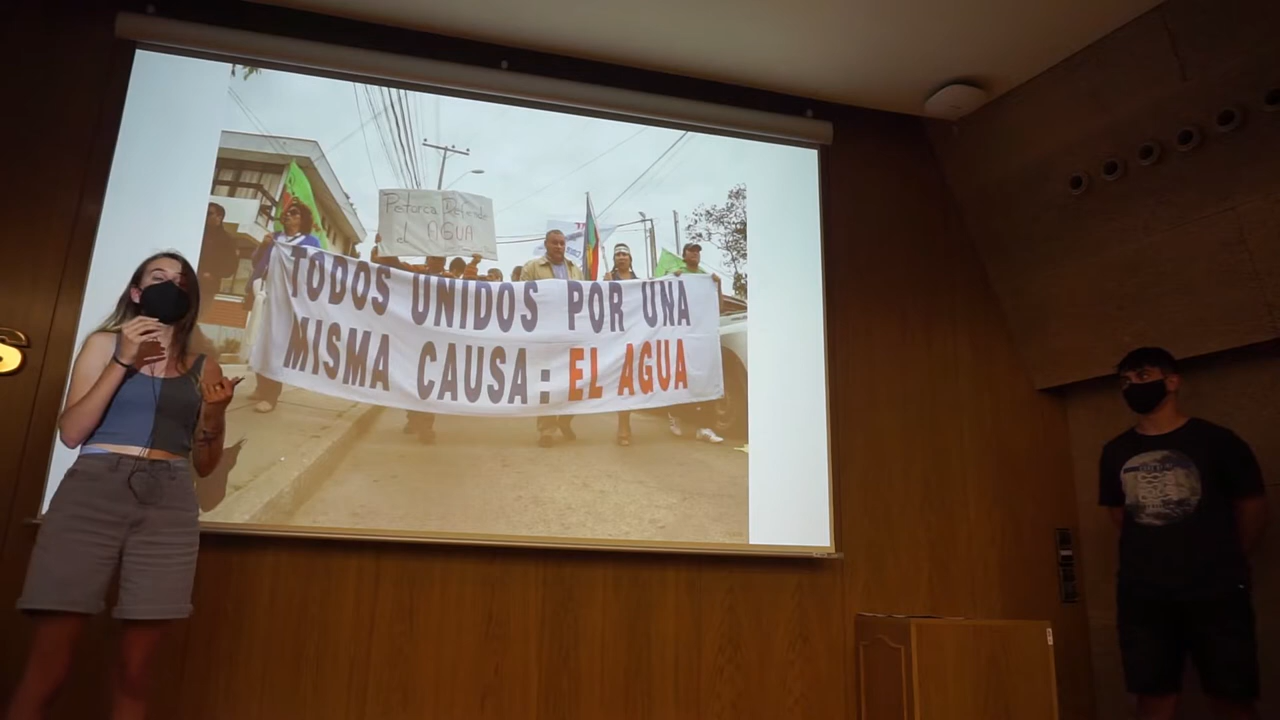 Petorca Defiende
el AGUA
TODOS UNIDOS POR UNA
MISMA CAUSA: EL AGUA